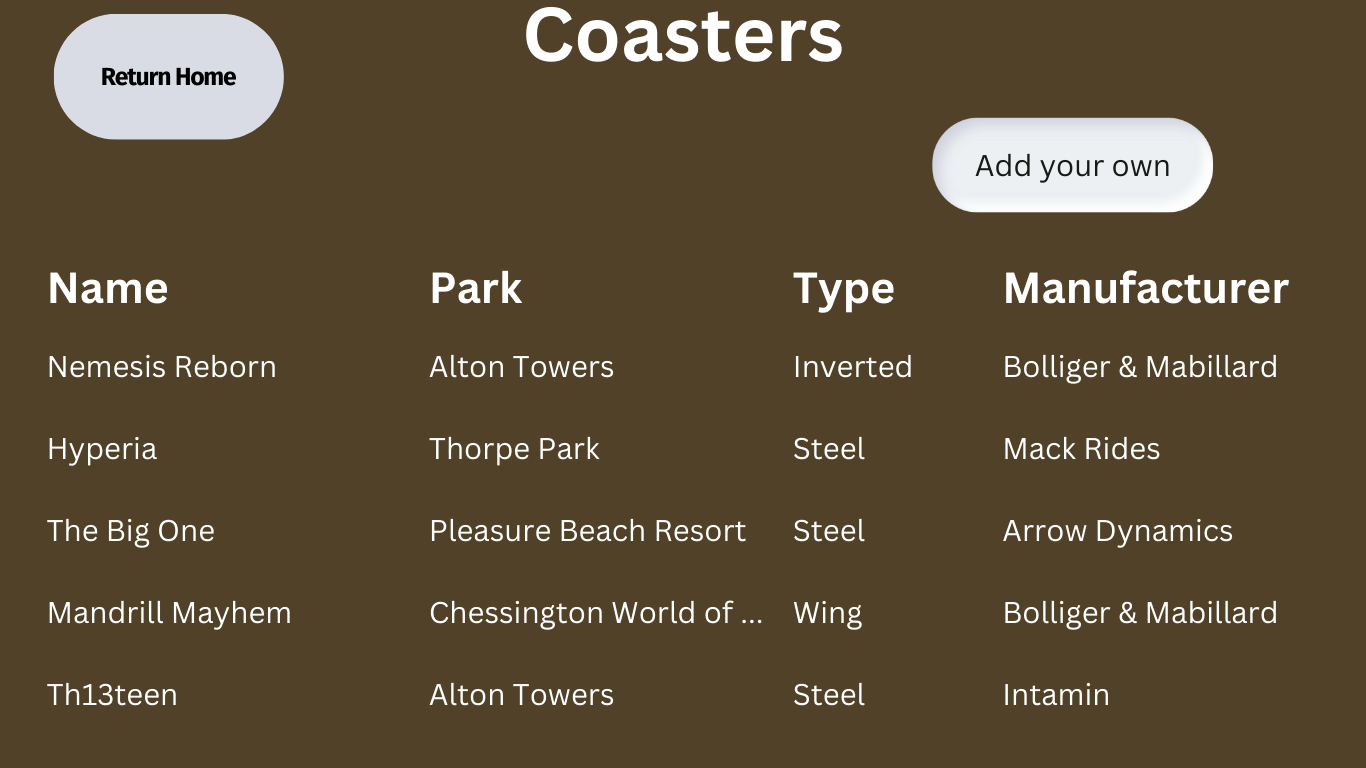 Coasters
Return Home
Add your own
Name Park Type Manufacturer
Nemesis Reborn Alton Towers Inverted Bolliger & Mabillard
Hyperia Thorpe Park Steel Mack Rides
The Big One Pleasure Beach Resort Steel Arrow Dynamics
Mandrill Mayhem Chessington World of ... Wing Bolliger & Mabillard
Th13teen Alton Towers Steel Intamin